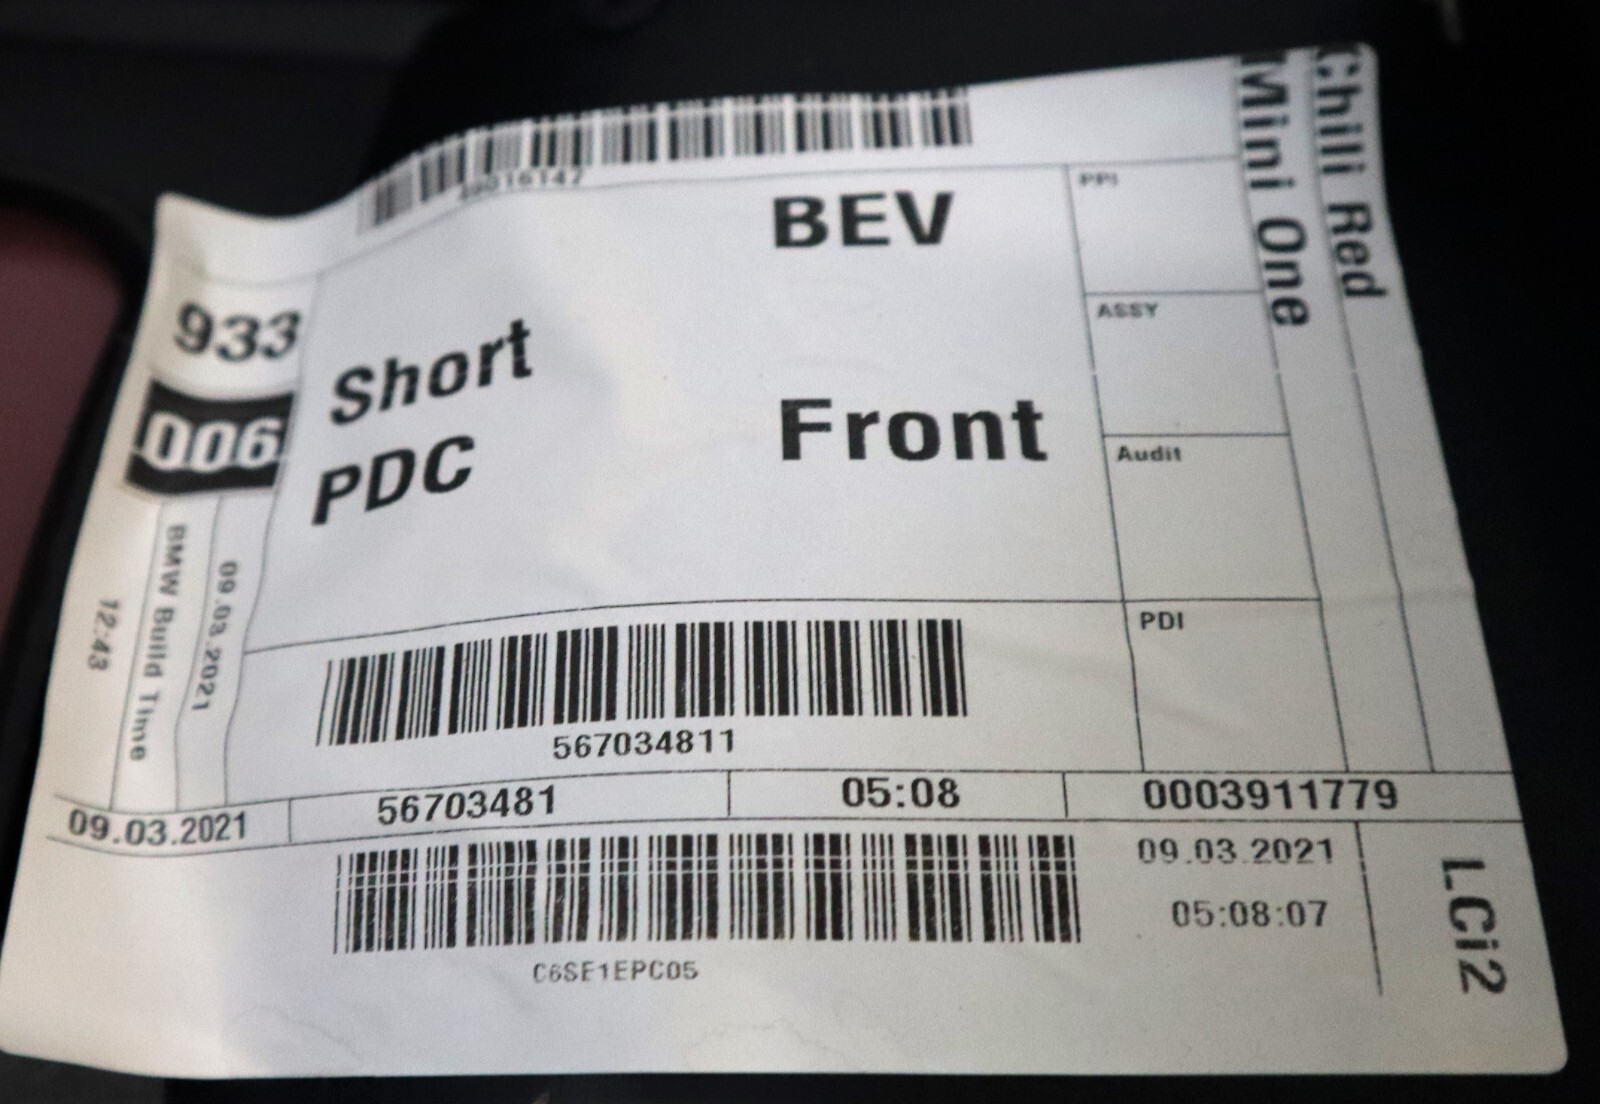 BEV
PPI
Chili Red
Mini One
933
Short
ASSY
006
PDC
Front
Audit
09.03.2021
BMW Build Time
12:43
PDI
567034811
09.03.2021
56703481
05:08
0003911779
09.03.2021
05:08:07
LCi2
C6SE1EPC05